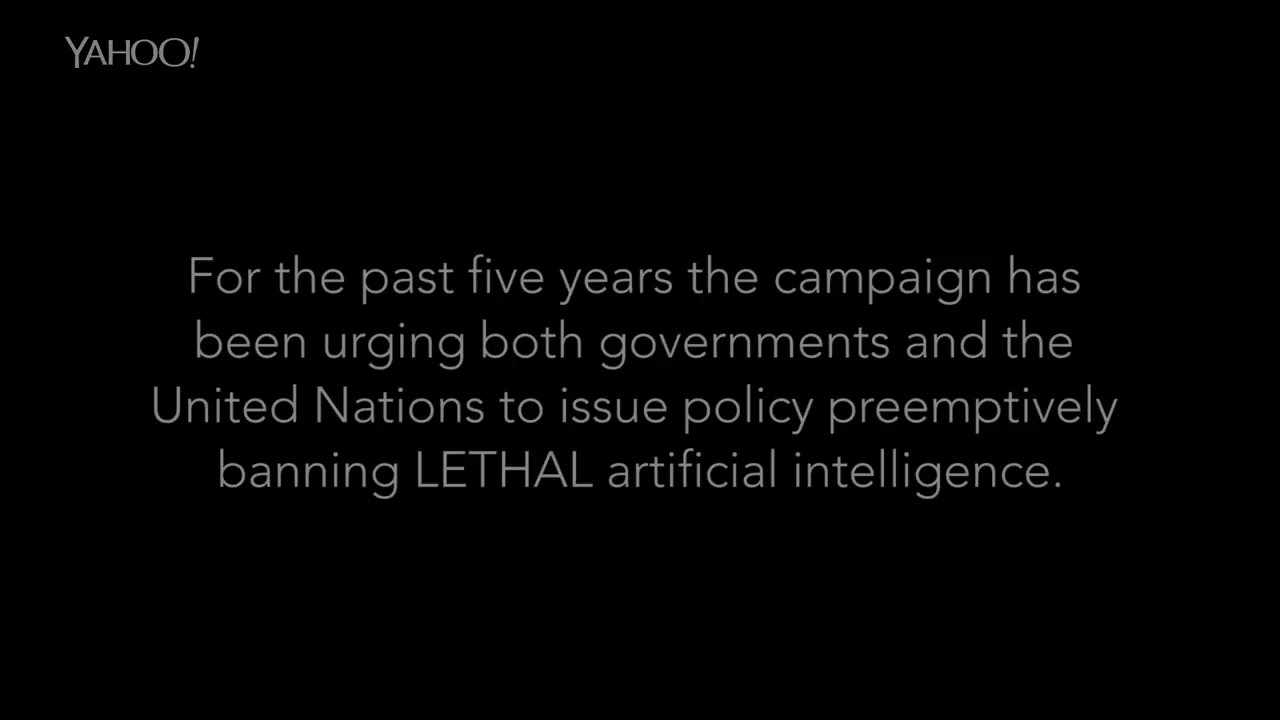 YAHOO!
For the past five years the campaign has
been urging both governments and the
United Nations to issue policy preemptively
banning LETHAL artificial intelligence.